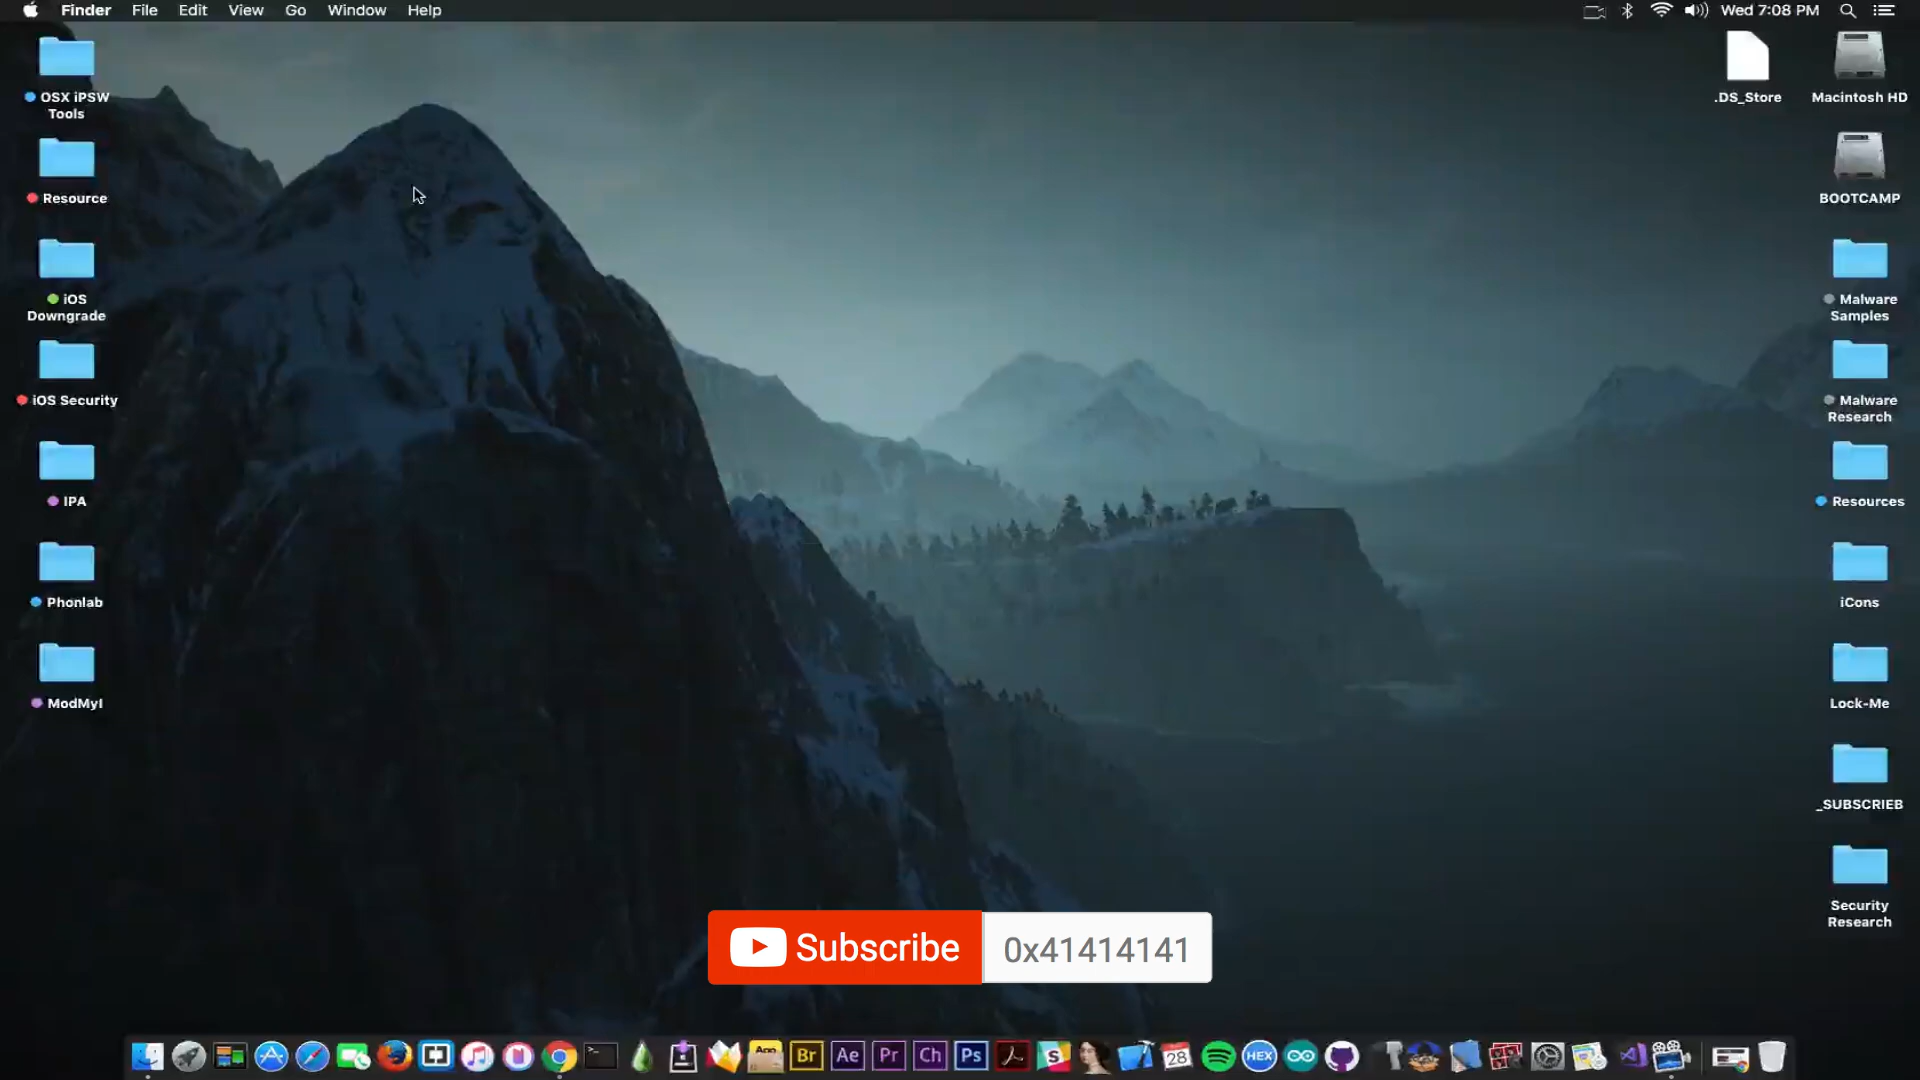 Finder File Edit View Go Window Help
Wed 7:08 PM
OSX iPSW
Tools
Resource
iOS
Downgrade
iOS Security
IPA
Phonlab
ModMyI
.DS_Store
Macintosh HD
BOOTCAMP
Malware
Samples
Malware
Research
Resources
iCons
Lock-Me
_SUBSCRIEB
Security
Research
Subscribe 0x41414141
Br Ae Pr Ch Ps S 28 HEX